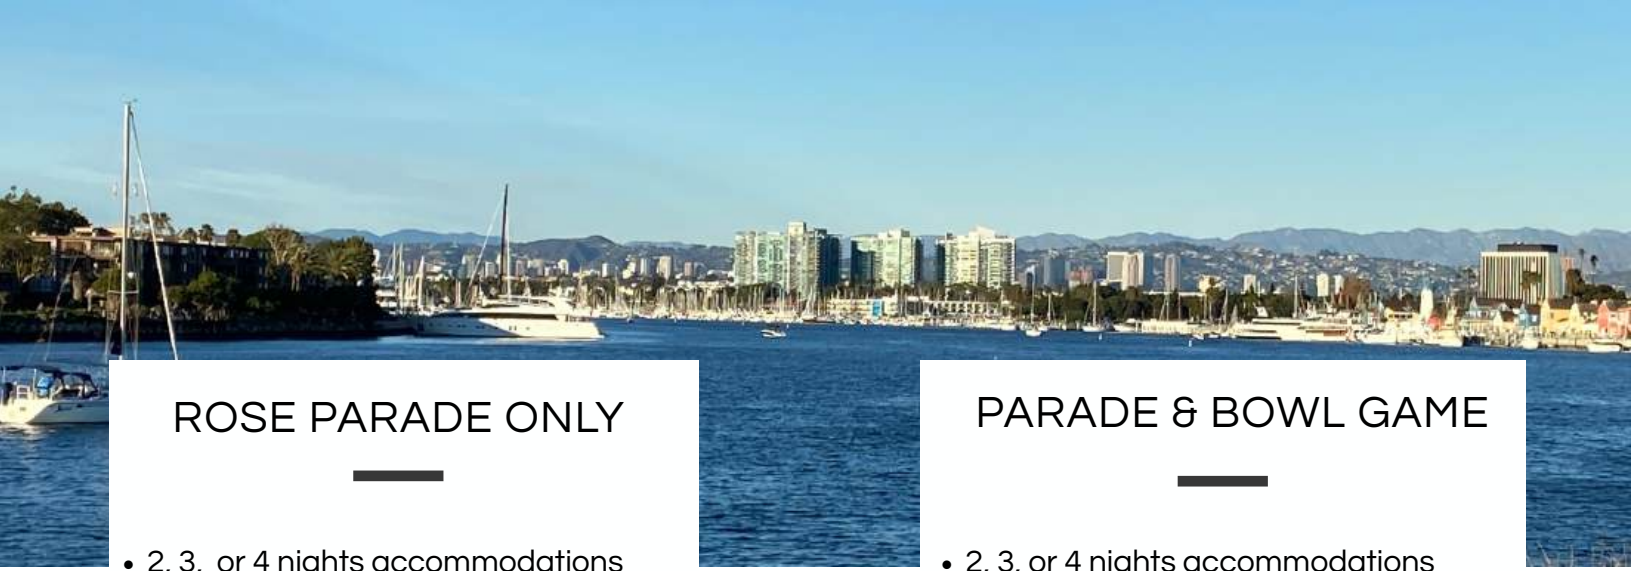 ROSE PARADE ONLY
PARADE & BOWL GAME
• 2, 3,  or 4 nights accommodations
• 2, 3, or 4 nights accommodations